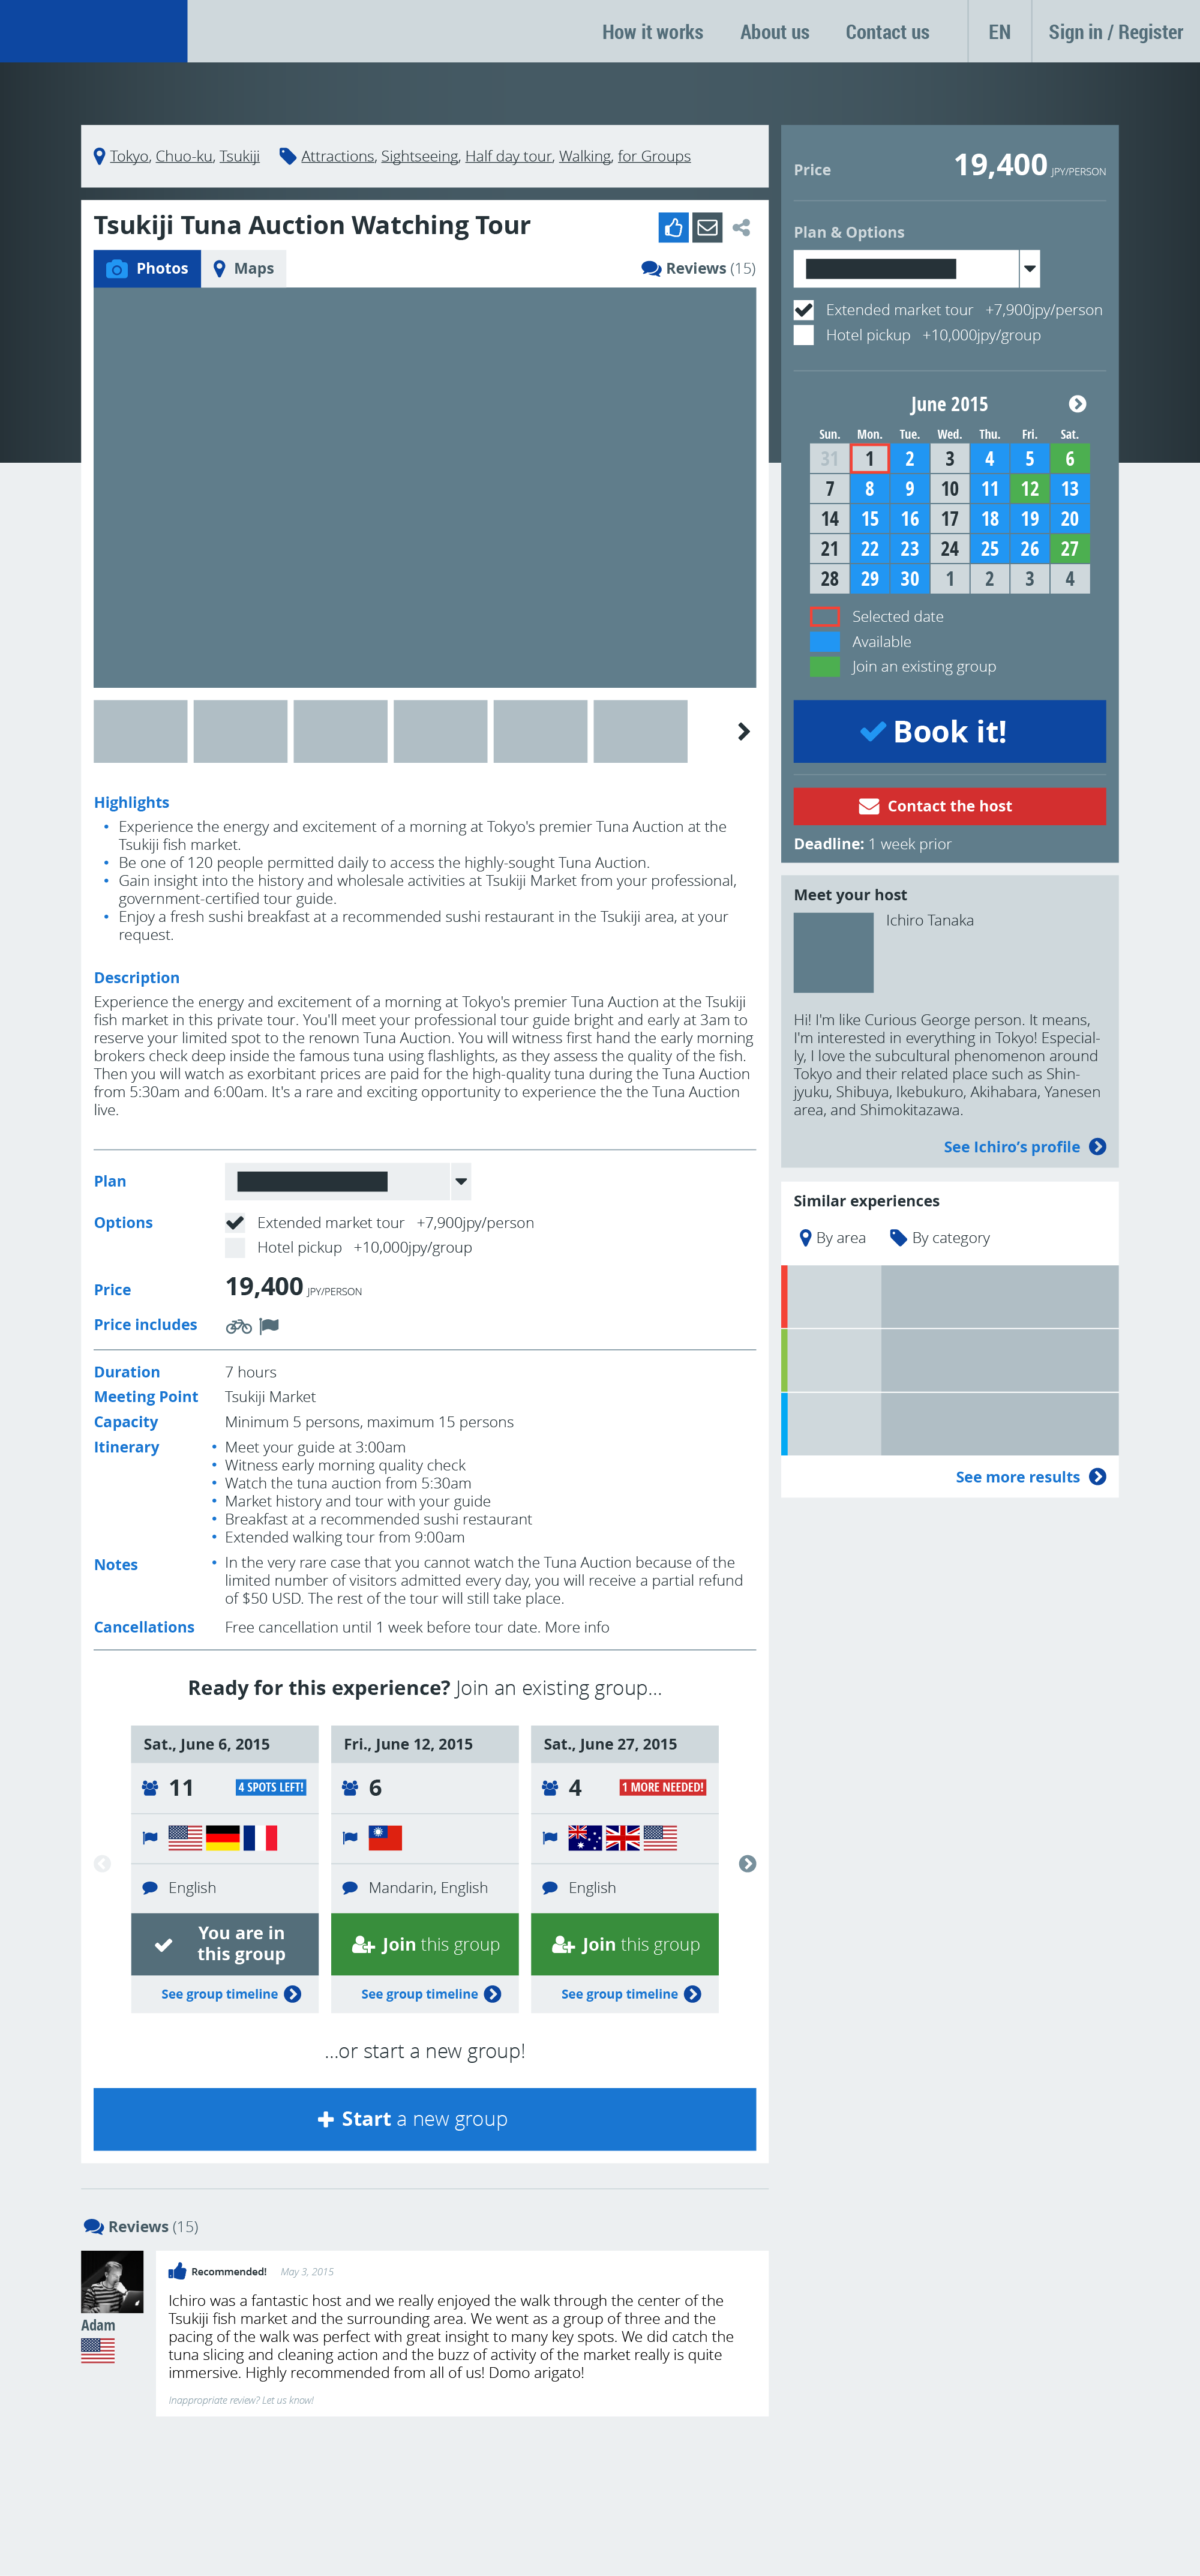 How it works About us Contact us EN Sign in / Register
Tokyo, Chuo-ku, Tsukiji Attractions, Sightseeing, Half day tour, Walking, for Groups
Tsukiji Tuna Auction Watching Tour
Photos Maps Reviews (15)
Highlights
• Experience the energy and excitement of a morning at Tokyo's premier Tuna Auction at the
Tsukiji fish market.
• Be one of 120 people permitted daily to access the highly-sought Tuna Auction.
• Gain insight into the history and wholesale activities at Tsukiji Market from your professional,
government-certified tour guide.
• Enjoy a fresh sushi breakfast at a recommended sushi restaurant in the Tsukiji area, at your
request.
Description
Experience the energy and excitement of a morning at Tokyo's premier Tuna Auction at the Tsukiji
fish market in this private tour. You'll meet your professional tour guide bright and early at 3am to
reserve your limited spot to the renown Tuna Auction. You will witness first hand the early morning
brokers check deep inside the famous tuna using flashlights, as they assess the quality of the fish.
Then you will watch as exorbitant prices are paid for the high-quality tuna during the Tuna Auction
from 5:30am and 6:00am. It's a rare and exciting opportunity to experience the the Tuna Auction
live.
Plan
Options Extended market tour +7,900jpy/person
Hotel pickup +10,000jpy/group
Price 19,400 JPY/PERSON
Price includes
Duration 7 hours
Meeting Point Tsukiji Market
Capacity Minimum 5 persons, maximum 15 persons
Itinerary • Meet your guide at 3:00am
• Witness early morning quality check
• Watch the tuna auction from 5:30am
• Market history and tour with your guide
• Breakfast at a recommended sushi restaurant
• Extended walking tour from 9:00am
Notes • In the very rare case that you cannot watch the Tuna Auction because of the
limited number of visitors admitted every day, you will receive a partial refund
of $50 USD. The rest of the tour will still take place.
Cancellations Free cancellation until 1 week before tour date. More info
Ready for this experience? Join an existing group...
Sat., June 6, 2015
11 4 SPOTS LEFT!
English
You are in
this group
See group timeline
Fri., June 12, 2015
6
Mandarin, English
Join this group
See group timeline
Sat., June 27, 2015
4 1 MORE NEEDED!
English
Join this group
See group timeline
...or start a new group!
Start a new group
Reviews (15)
Adam
Recommended! May 3, 2015
Ichiro was a fantastic host and we really enjoyed the walk through the center of the
Tsukiji fish market and the surrounding area. We went as a group of three and the
pacing of the walk was perfect with great insight to many key spots. We did catch the
tuna slicing and cleaning action and the buzz of activity of the market really is quite
immersive. Highly recommended from all of us! Domo arigato!
Inappropriate review? Let us know!
Price 19,400 JPY/PERSON
Plan & Options
Extended market tour +7,900jpy/person
Hotel pickup +10,000jpy/group
June 2015
Sun. Mon. Tue. Wed. Thu. Fri. Sat.
31 1 2 3 4 5 6
7 8 9 10 11 12 13
14 15 16 17 18 19 20
21 22 23 24 25 26 27
28 29 30 1 2 3 4
Selected date
Available
Join an existing group
Book it!
Contact the host
Deadline: 1 week prior
Meet your host
Ichiro Tanaka
Hi! I'm like Curious George person. It means,
I'm interested in everything in Tokyo! Especial-
ly, I love the subcultural phenomenon around
Tokyo and their related place such as Shin-
jyuku, Shibuya, Ikebukuro, Akihabara, Yanesen
area, and Shimokitazawa.
See Ichiro's profile
Similar experiences
By area By category
See more results